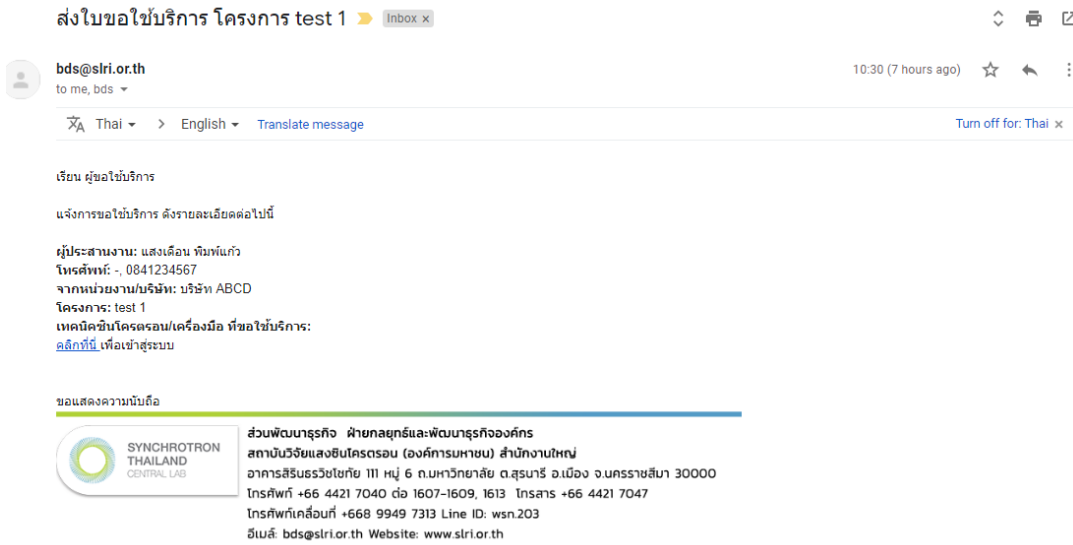 ส่งใบขอใช้บริการ โครงการ test 1 Inbox ×
bds@slri.or.th 10:30 (7 hours ago)
to me, bds
Thai > English Translate message Turn off for: Thai ×
เรียน ผู้ขอใช้บริการ
แจ้งการขอใช้บริการ ดังรายละเอียดต่อไปนี้
ผู้ประสานงาน: แสงเดือน พิมพ์แก้ว
โทรศัพท์: -, 0841234567
จากหน่วยงาน/บริษัท: บริษัท ABCD
โครงการ: test 1
เทคนิคซินโครตรอน/เครื่องมือ ที่ขอใช้บริการ:
คลิกที่นี่ เพื่อเข้าสู่ระบบ
ขอแสดงความนับถือ
SYNCHROTRON
THAILAND
CENTRAL LAB
ส่วนพัฒนาธุรกิจ ฝ่ายกลยุทธ์และพัฒนาธุรกิจองค์กร
สถาบันวิจัยแสงซินโครตรอน (องค์การมหาชน) สำนักงานใหญ่
อาคารสิรินธรวิชโชทัย 111 หมู่ 6 ถ.มหาวิทยาลัย ต.สุรนารี อ.เมือง จ.นครราชสีมา 30000
โทรศัพท์ +66 4421 7040 ต่อ 1607-1609, 1613 โทรสาร +66 4421 7047
โทรศัพท์เคลื่อนที่ +668 9949 7313 Line ID: wsn.203
อีเมล์: bds@slri.or.th Website: www.slri.or.th